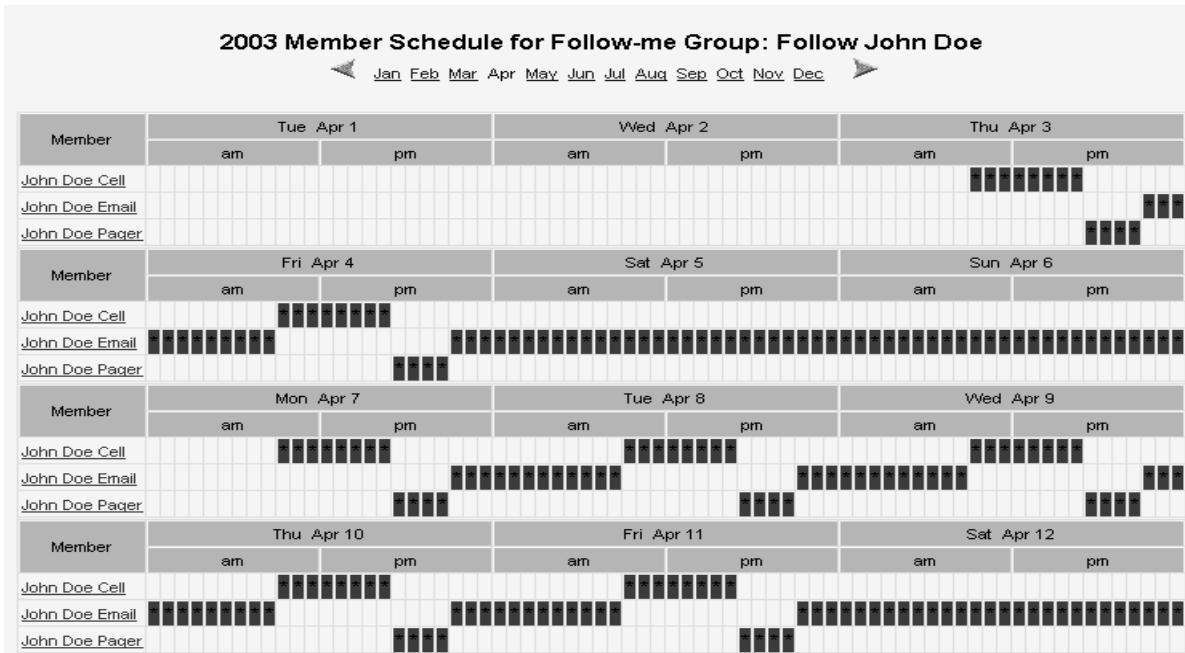 2003 Member Schedule for Follow-me Group: Follow John Doe
Jan Feb Mar Apr May Jun Jul Aug Sep Oct Nov Dec
Member Tue Apr 1 Wed Apr 2 Thu Apr 3
am pm am pm am pm
John Doe Cell ********
John Doe Email ***
John Doe Pager ****
Member Fri Apr 4 Sat Apr 5 Sun Apr 6
am pm am pm am pm
John Doe Cell ********
John Doe Email ********* ***************************************************
John Doe Pager ****
Member Mon Apr 7 Tue Apr 8 Wed Apr 9
am pm am pm am pm
John Doe Cell ******** ******** ********
John Doe Email ************ ************ ***
John Doe Pager **** **** ****
Member Thu Apr 10 Fri Apr 11 Sat Apr 12
am pm am pm am pm
John Doe Cell ******** ********
John Doe Email ********* ************ ***************************
John Doe Pager **** ****